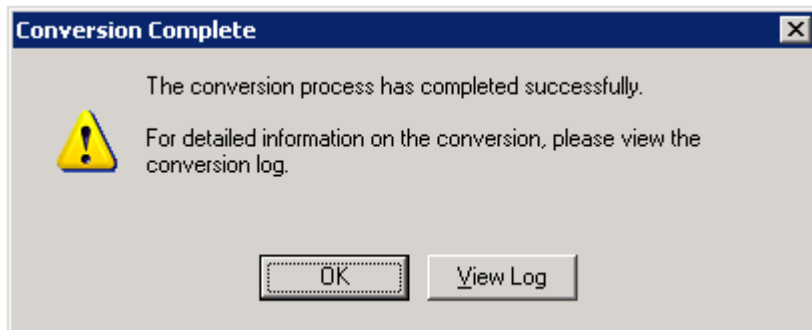 Conversion Complete
The conversion process has completed successfully.
For detailed information on the conversion, please view the
conversion log.
OK
View Log